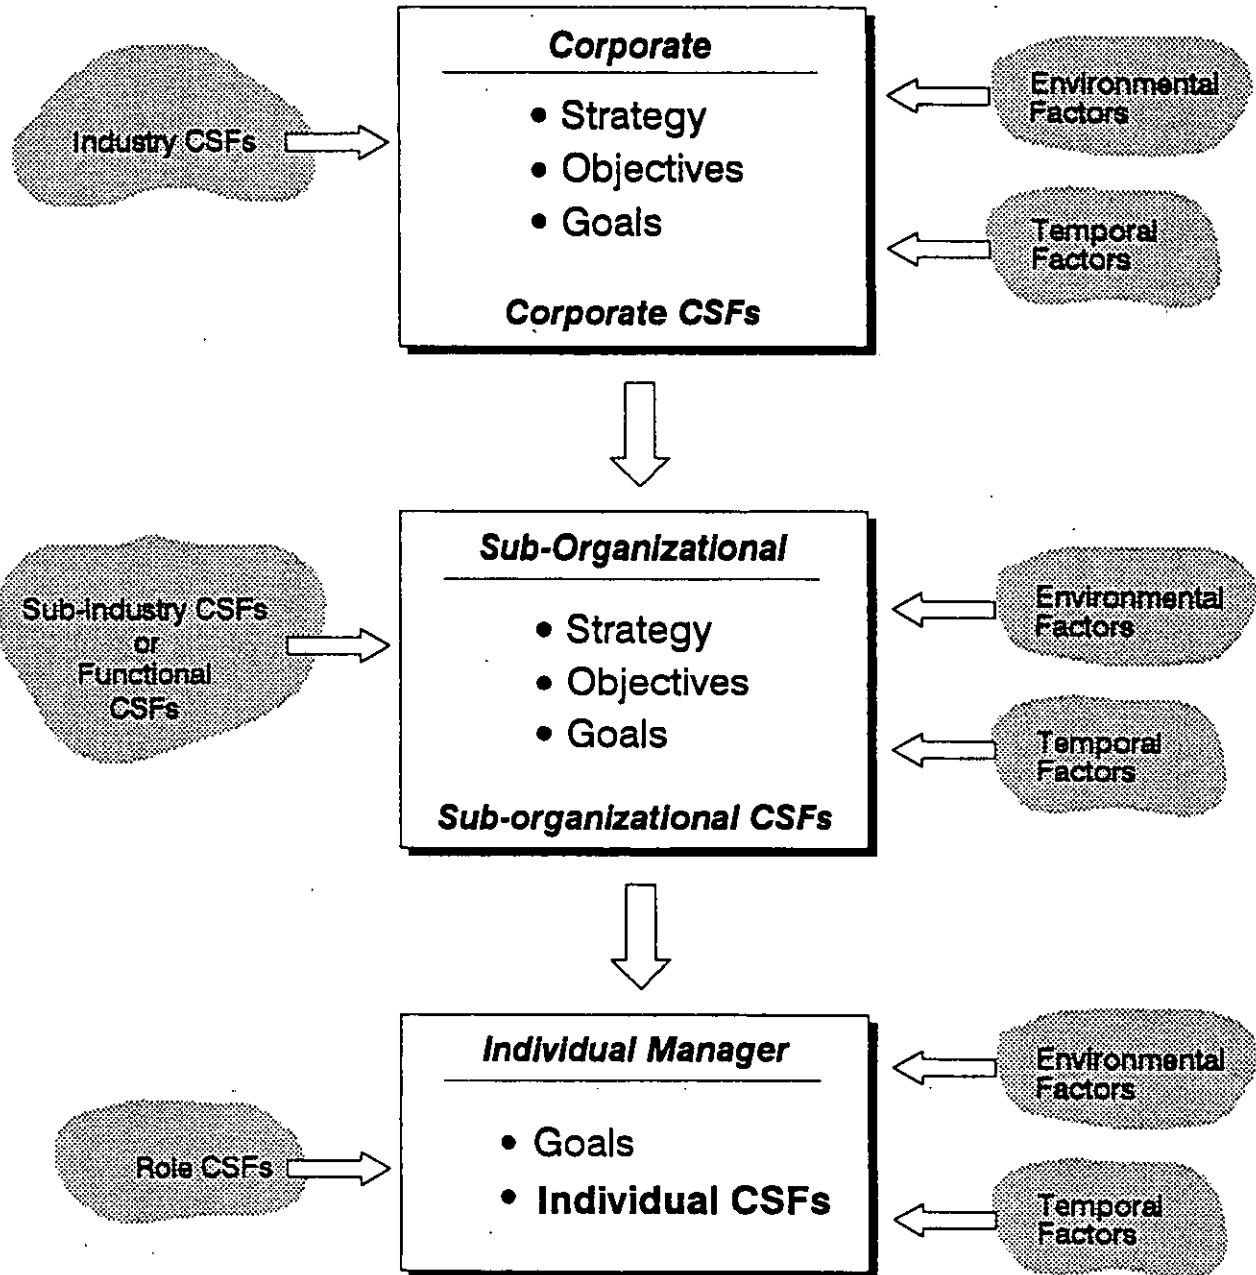 Corporate
• Strategy
• Objectives
• Goals
Corporate CSFs
Industry CSFs
Environmental
Factors
Temporal
Factors
Sub-Organizational
• Strategy
• Objectives
• Goals
Sub-organizational CSFs
Sub-industry CSFs
or
Functional
CSFs
Environmental
Factors
Temporal
Factors
Individual Manager
• Goals
• Individual CSFs
Role CSFs
Environmental
Factors
Temporal
Factors